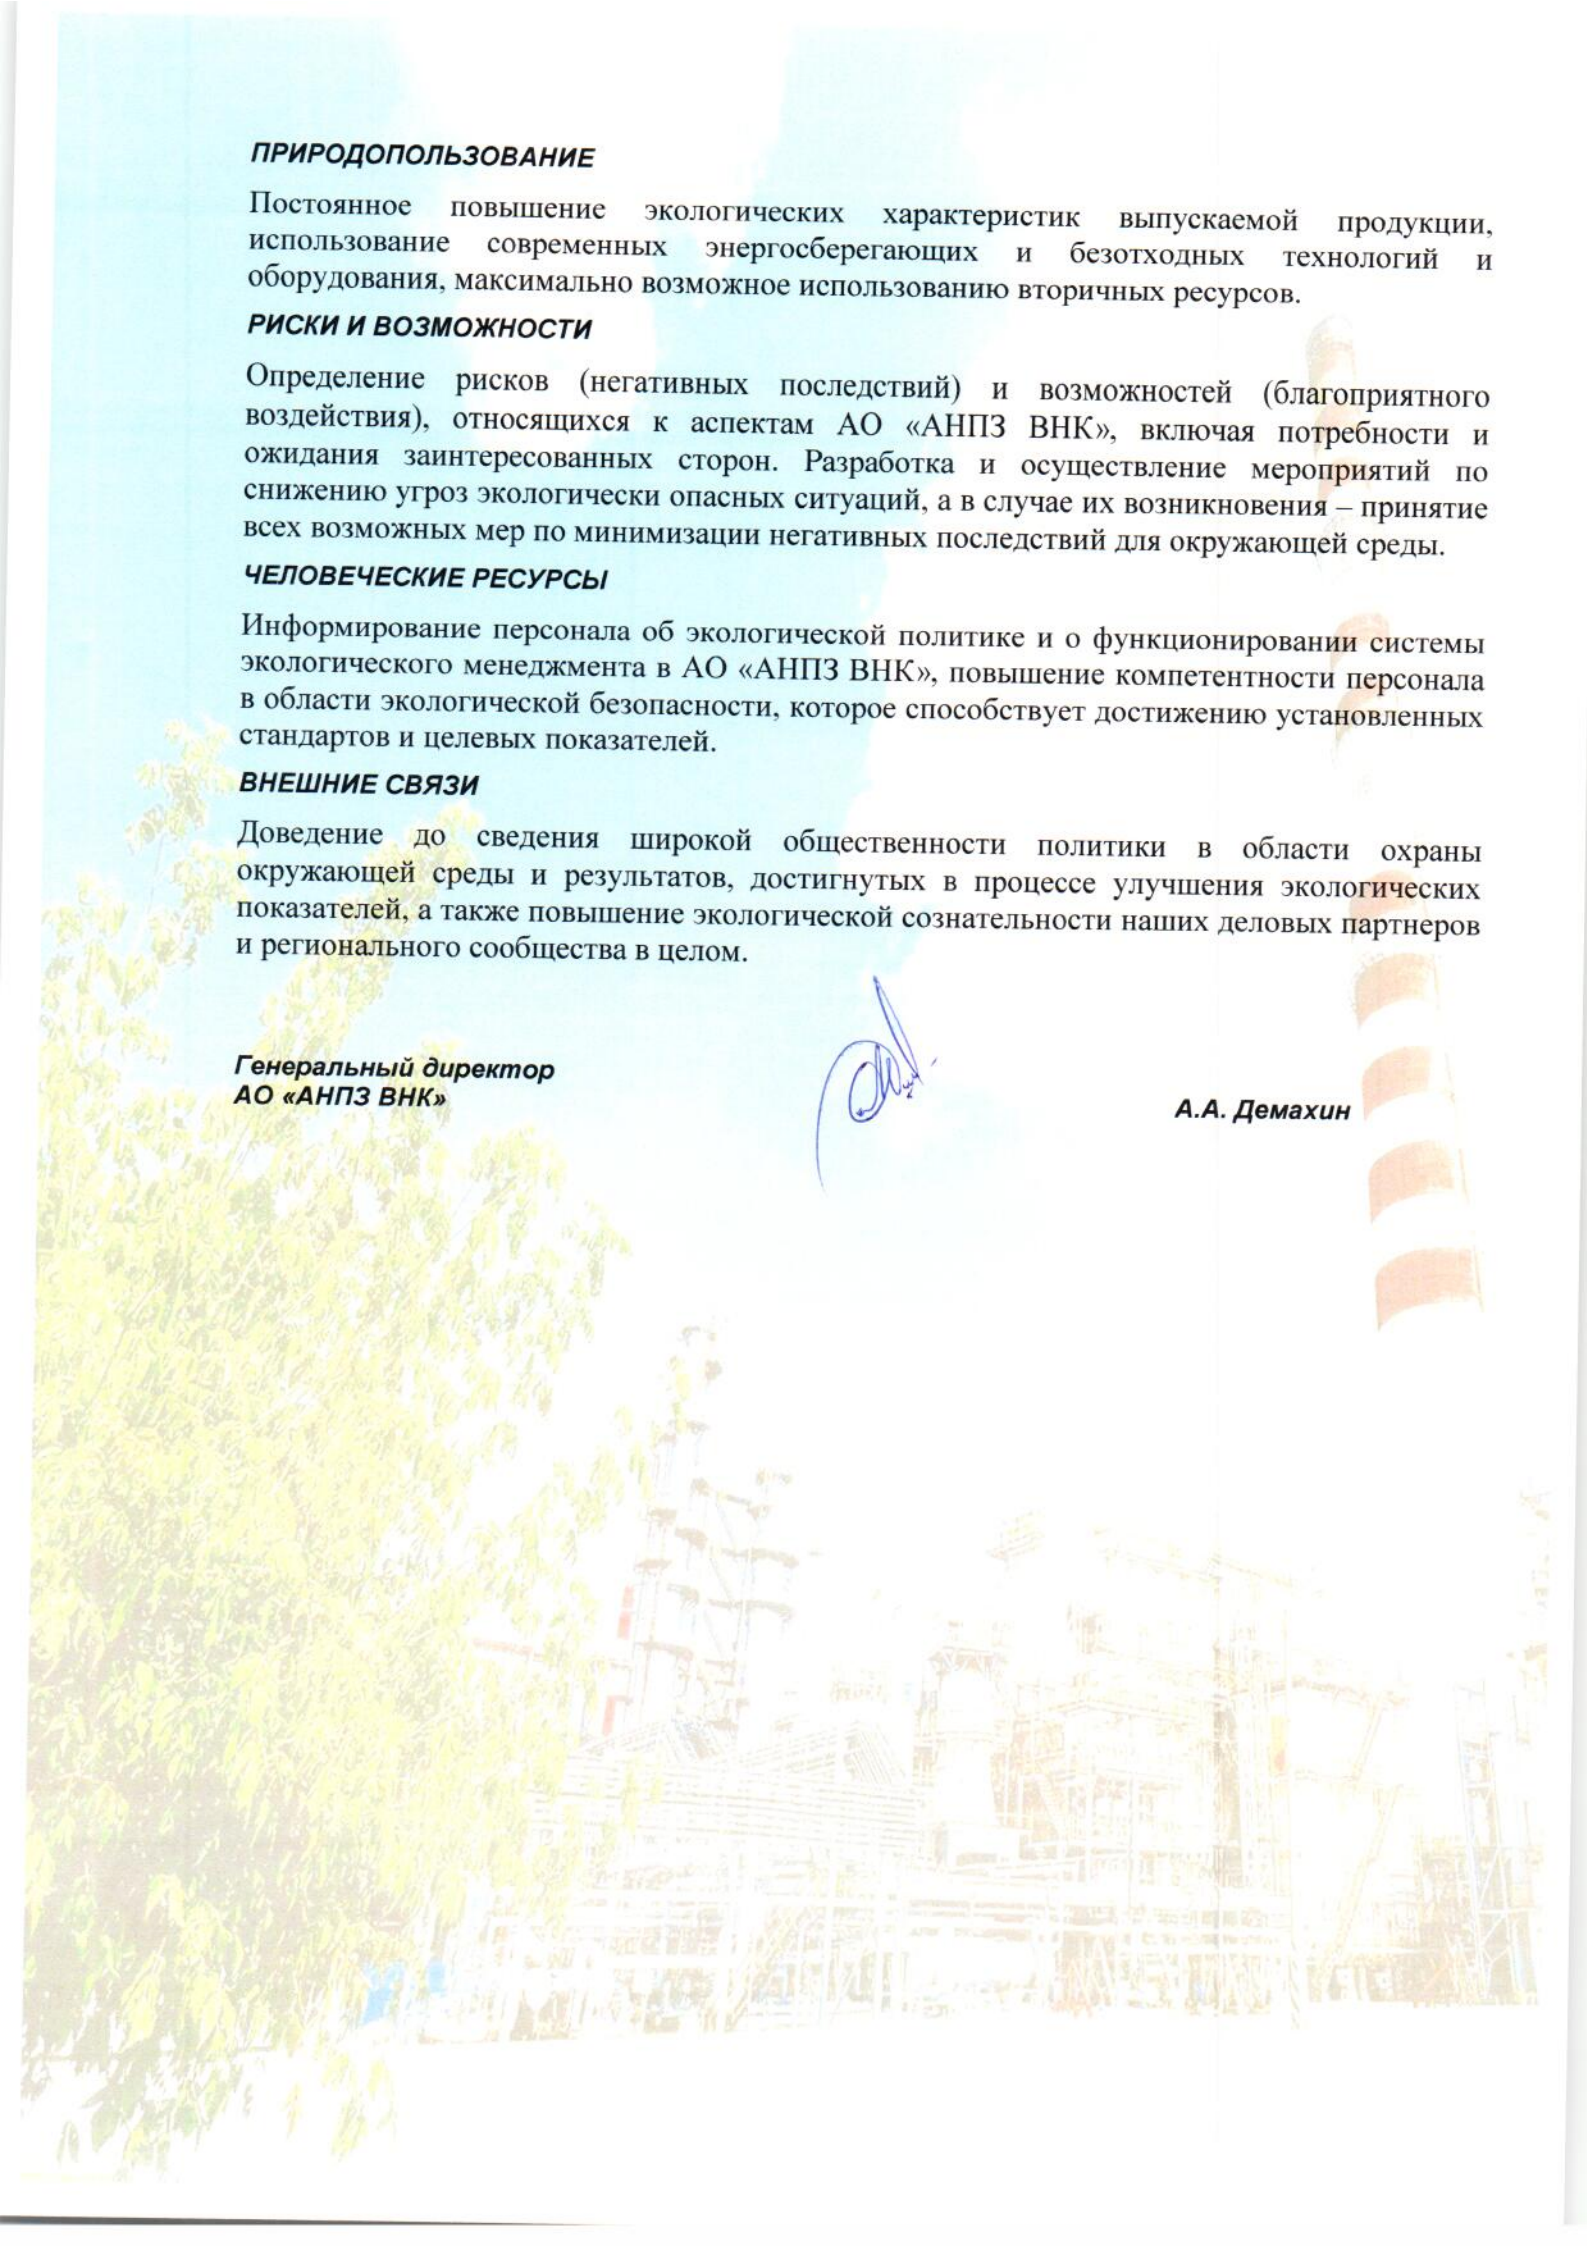 ПРИРОДОПОЛЬЗОВАНИЕ
Постоянное повышение экологических характеристик выпускаемой продукции,
использование современных энергосберегающих и безотходных технологий и
оборудования, максимально возможное использованию вторичных ресурсов.
РИСКИ И ВОЗМОЖНОСТИ
Определение рисков (негативных последствий) и возможностей (благоприятного
воздействия), относящихся к аспектам АО «АНПЗ ВНК», включая потребности и
ожидания заинтересованных сторон. Разработка и осуществление мероприятий по
снижению угроз экологически опасных ситуаций, а в случае их возникновения – принятие
всех возможных мер по минимизации негативных последствий для окружающей среды.
ЧЕЛОВЕЧЕСКИЕ РЕСУРСЫ
Информирование персонала об экологической политике и о функционировании системы
экологического менеджмента в АО «АНПЗ ВНК», повышение компетентности персонала
в области экологической безопасности, которое способствует достижению установленных
стандартов и целевых показателей.
ВНЕШНИЕ СВЯЗИ
Доведение до сведения широкой общественности политики в области охраны
окружающей среды и результатов, достигнутых в процессе улучшения экологических
показателей, а также повышение экологической сознательности наших деловых партнеров
и регионального сообщества в целом.
Генеральный директор
АО «АНПЗ ВНК»
А.А. Демахин